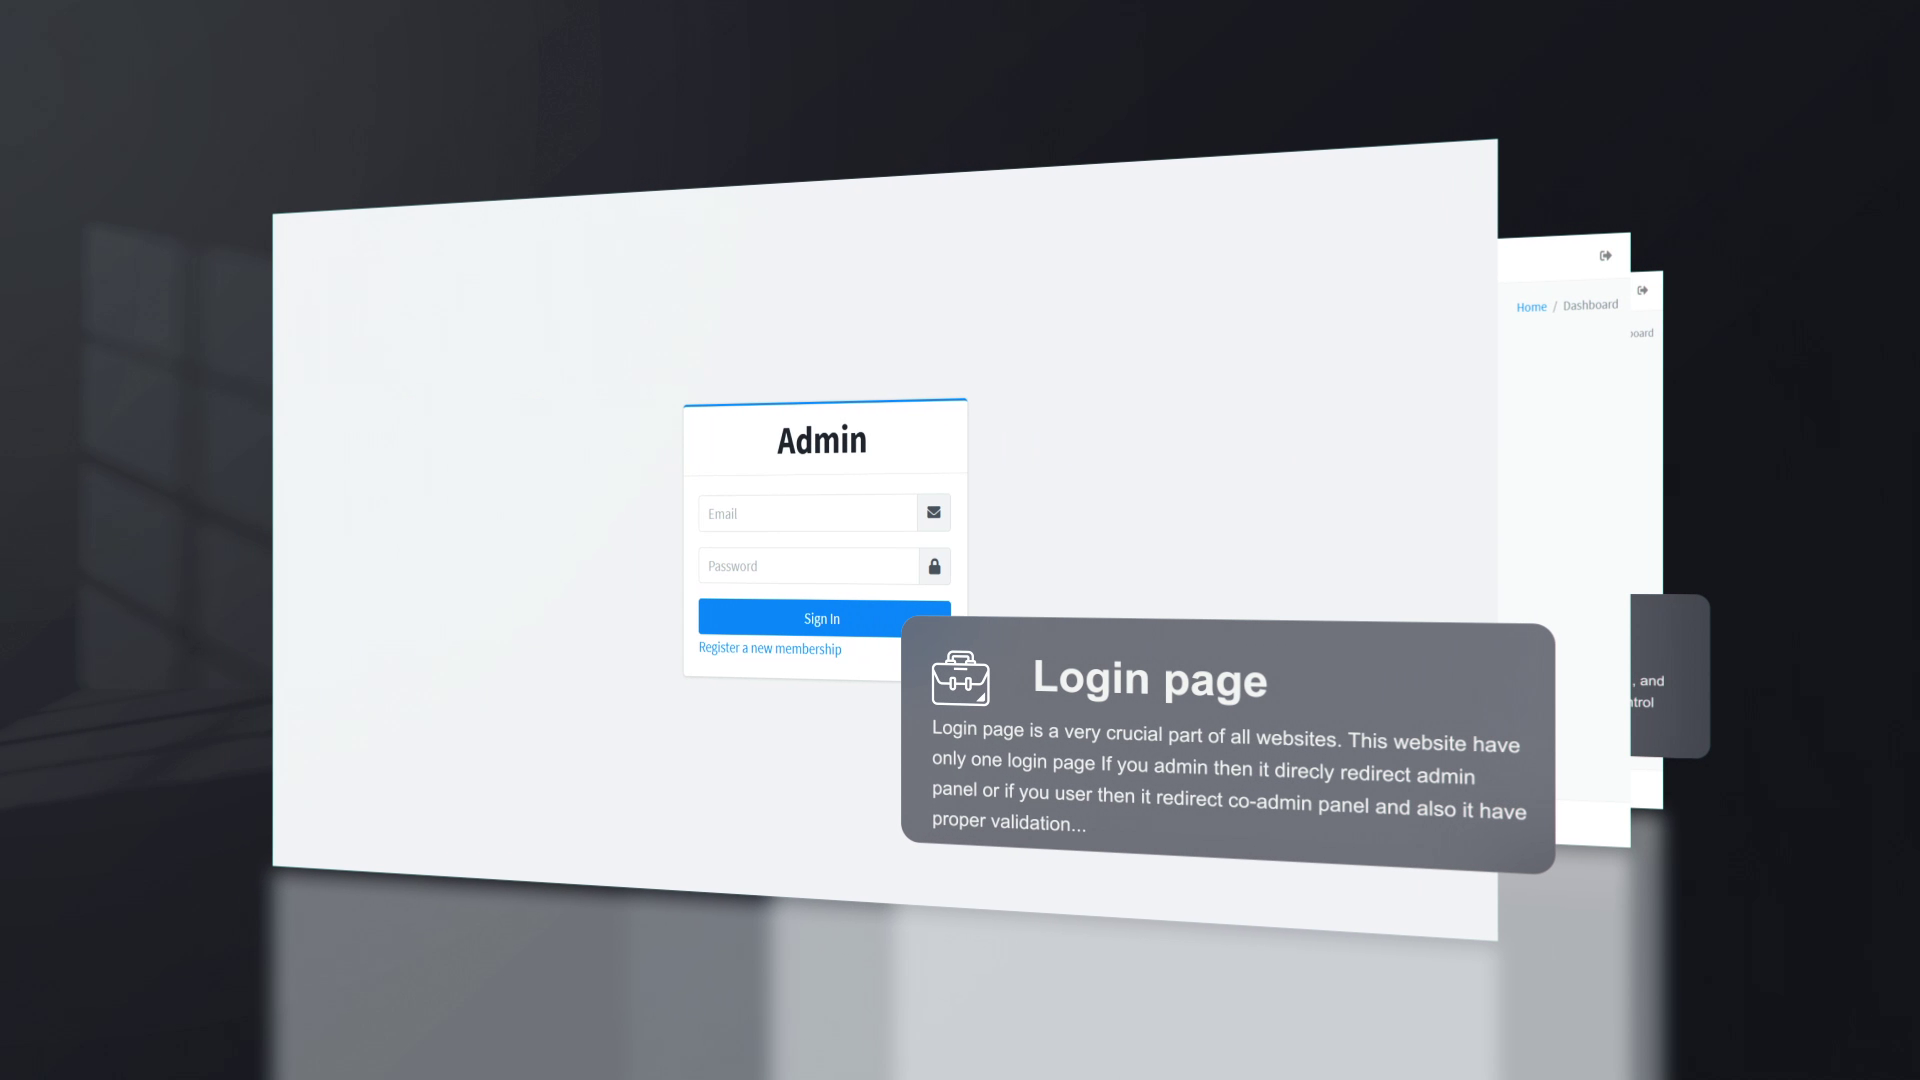 Home / Dashboard
board
Admin
Email
Password
Sign In
Register a new membership
Login page
Login page is a very crucial part of all websites. This website have
only one login page If you admin then it direcly redirect admin
panel or if you user then it redirect co-admin panel and also it have
proper validation...
, and
ntrol